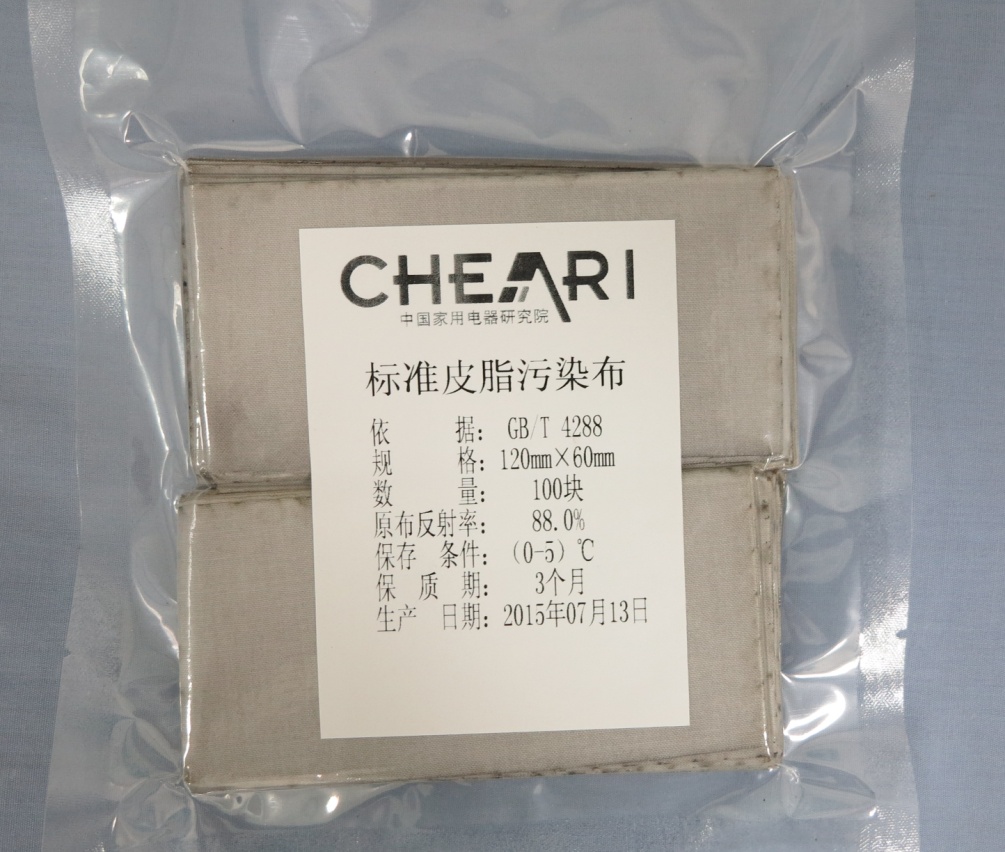 CHEARI
中国家用电器研究院
标准皮脂污染布
依 据: GB/T 4288
规 格: 120mm×60mm
数 量: 100块
原布反射率: 88.0%
保存 条件: (0-5)℃
保 质 期: 3个月
生产 日期: 2015年07月13日